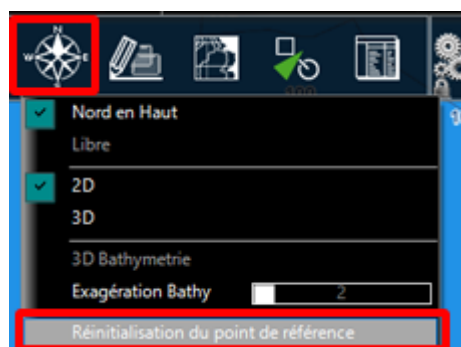 Nord en Haut
Libre
2D
3D
3D Bathymetrie
Exagération Bathy 2
Réinitialisation du point de référence